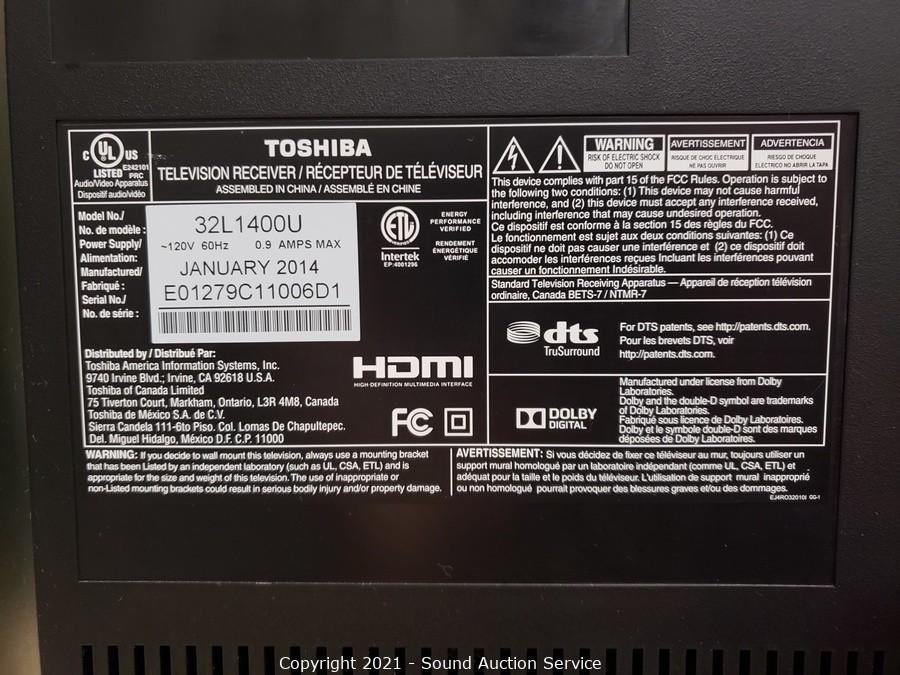 C UL US
LISTED E242101
PRC
Audio/Video Apparatus
Dispositif audio/vidéo
TOSHIBA
TELEVISION RECEIVER / RÉCEPTEUR DE TÉLÉVISEUR
ASSEMBLED IN CHINA / ASSEMBLÉ EN CHINE
Model No./
No. de modèle :
Power Supply/
Alimentation:
Manufactured/
Fabriqué :
Serial No./
No. de série :
32L1400U
~120V 60Hz 0.9 AMPS MAX
JANUARY 2014
E01279C11006D1
ETL
Intertek
EP:4001296
ENERGY
PERFORMANCE
VERIFIED
RENDEMENT
ÉNERGÉTIQUE
VÉRIFIÉ
Distributed by / Distribué Par:
Toshiba America Information Systems, Inc.
9740 Irvine Blvd.; Irvine, CA 92618 U.S.A.
Toshiba of Canada Limited
75 Tiverton Court, Markham, Ontario, L3R 4M8, Canada
Toshiba de México S.A. de C.V.
Sierra Candela 111-6to Piso. Col. Lomas De Chapultepec.
Del. Miguel Hidalgo, México D.F. C.P. 11000
HDMI
HIGH-DEFINITION MULTIMEDIA INTERFACE
FC
WARNING
RISK OF ELECTRIC SHOCK
DO NOT OPEN
AVERTISSEMENT
RISQUE DE CHOC ÉLECTRIQUE
NE PAS OUVRIR
ADVERTENCIA
RIESGO DE CHOQUE
ELÉCTRICO NO ABRIR LA TAPA
This device complies with part 15 of the FCC Rules. Operation is subject to
the following two conditions: (1) This device may not cause harmful
interference, and (2) this device must accept any interference received,
including interference that may cause undesired operation.
Ce dispositif est conforme à la section 15 des règles du FCC.
Le fonctionnement est sujet aux deux conditions suivantes: (1) Ce
dispositif ne doit pas causer une interférence et (2) ce dispositif doit
accomoder les interférences reçues Incluant les interférences pouvant
causer un fonctionnement Indésirable.
Standard Television Receiving Apparatus — Appareil de réception télévision
ordinaire, Canada BETS-7 / NTMR-7
dts
TruSurround
For DTS patents, see http://patents.dts.com.
Pour les brevets DTS, voir
http://patents.dts.com.
DOLBY
DIGITAL
Manufactured under license from Dolby
Laboratories.
Dolby and the double-D symbol are trademarks
of Dolby Laboratories.
Fabriqué sous licence de Dolby Laboratoires.
Dolby et le symbole double-D sont des marques
déposées de Dolby Laboratories.
WARNING: If you decide to wall mount this television, always use a mounting bracket
that has been Listed by an independent laboratory (such as UL, CSA, ETL) and is
appropriate for the size and weight of this television. The use of inappropriate or
non-Listed mounting brackets could result in serious bodily injury and/or property damage.
AVERTISSEMENT: Si vous décidez de fixer ce téléviseur au mur, toujours utiliser un
support mural homologué par un laboratoire indépendant (comme UL, CSA, ETL) et
adéquat pour la taille et le poids du téléviseur. L'utilisation de support mural inapproprié
ou non homologué pourrait provoquer des blessures graves et/ou des dommages.
EJ4RO32010I GG-1
Copyright 2021 - Sound Auction Service